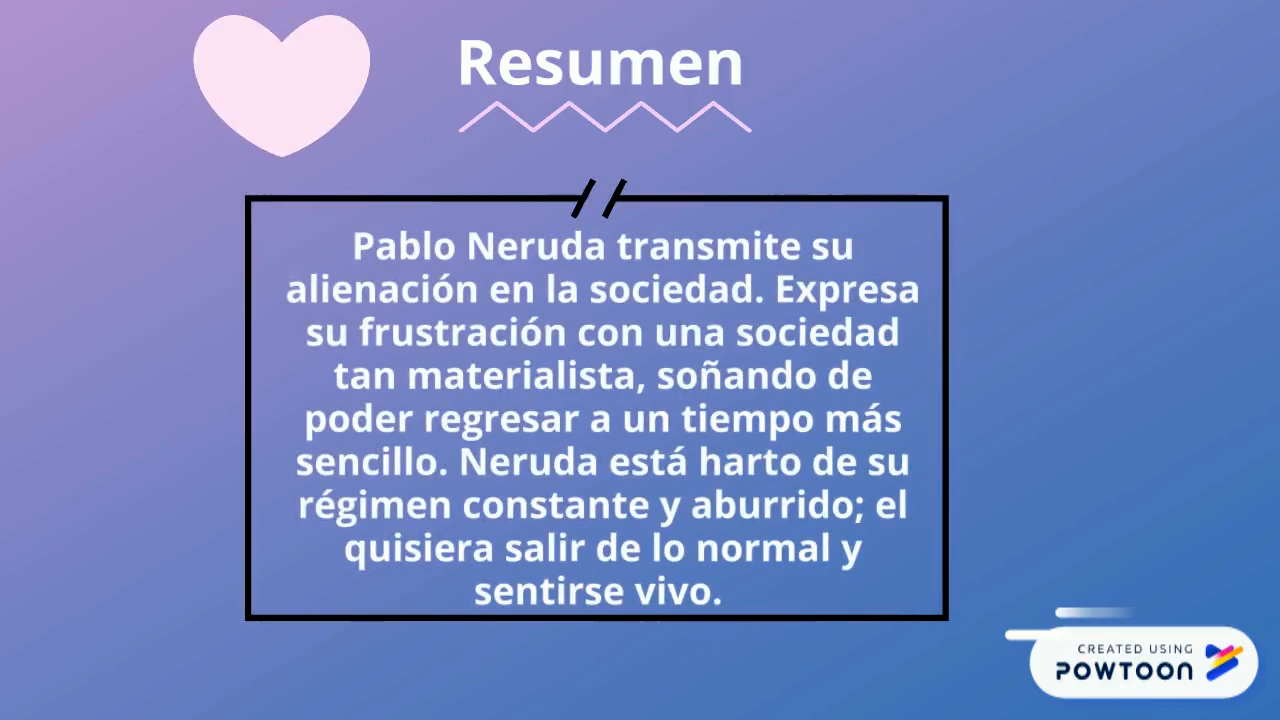 Resumen
Pablo Neruda transmite su
alienación en la sociedad. Expresa
su frustración con una sociedad
tan materialista, soñando de
poder regresar a un tiempo más
sencillo. Neruda está harto de su
régimen constante y aburrido; el
quisiera salir de lo normal y
sentirse vivo.
CREATED USING
POWTOON